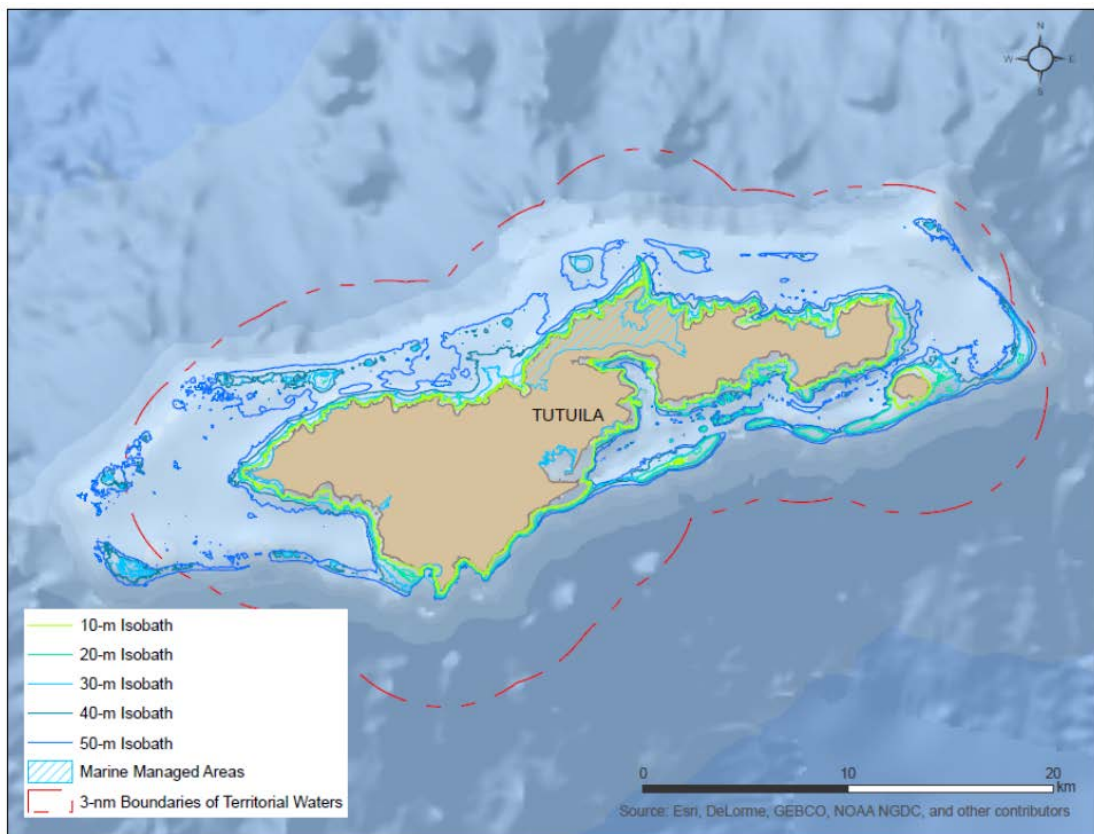 N
W E
S
TUTUILA
10-m Isobath
20-m Isobath
30-m Isobath
40-m Isobath
50-m Isobath
Marine Managed Areas
3-nm Boundaries of Territorial Waters
0 10 20
km
Source: Esri, DeLorme, GEBCO, NOAA NGDC, and other contributors